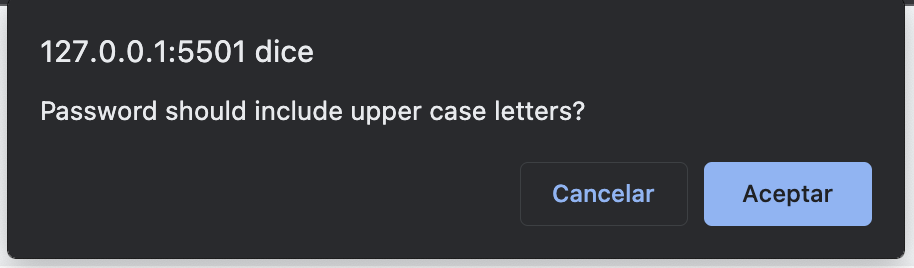 127.0.0.1:5501 dice
Password should include upper case letters?
Cancelar
Aceptar